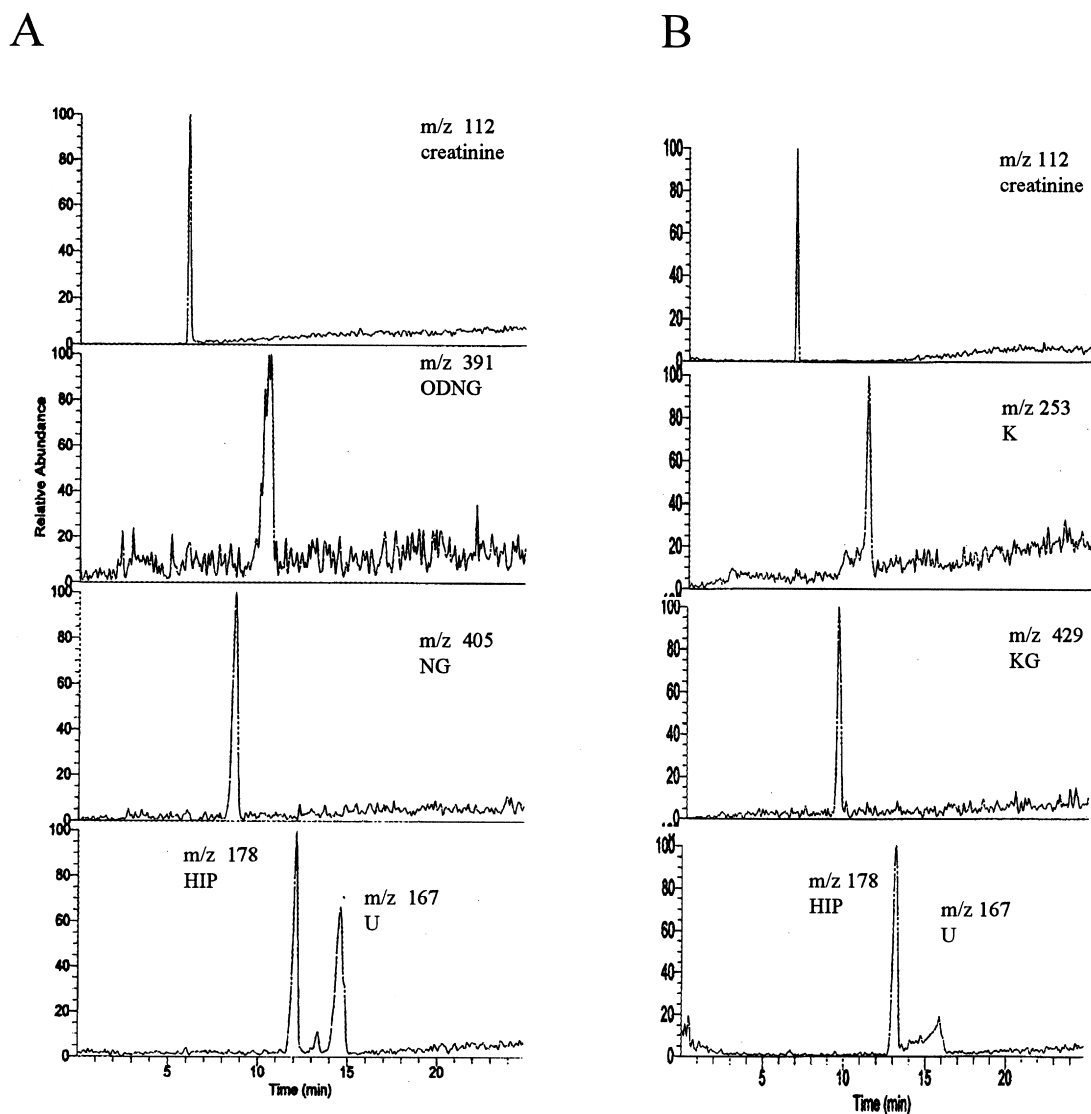 A
B
100
80
60
40
20
0
m/z 112
creatinine
100
80
60
40
20
0
m/z 391
ODNG
Relative Abundance
100
80
60
40
20
0
m/z 405
NG
100
80
60
40
20
0
m/z 178
HIP
m/z 167
U
5
10
15
20
Time (min)
100
80
60
40
20
0
m/z 112
creatinine
100
80
60
40
20
0
m/z 253
K
100
80
60
40
20
0
m/z 429
KG
100
80
60
40
20
0
m/z 178
HIP
m/z 167
U
5
10
15
20
Time (min)